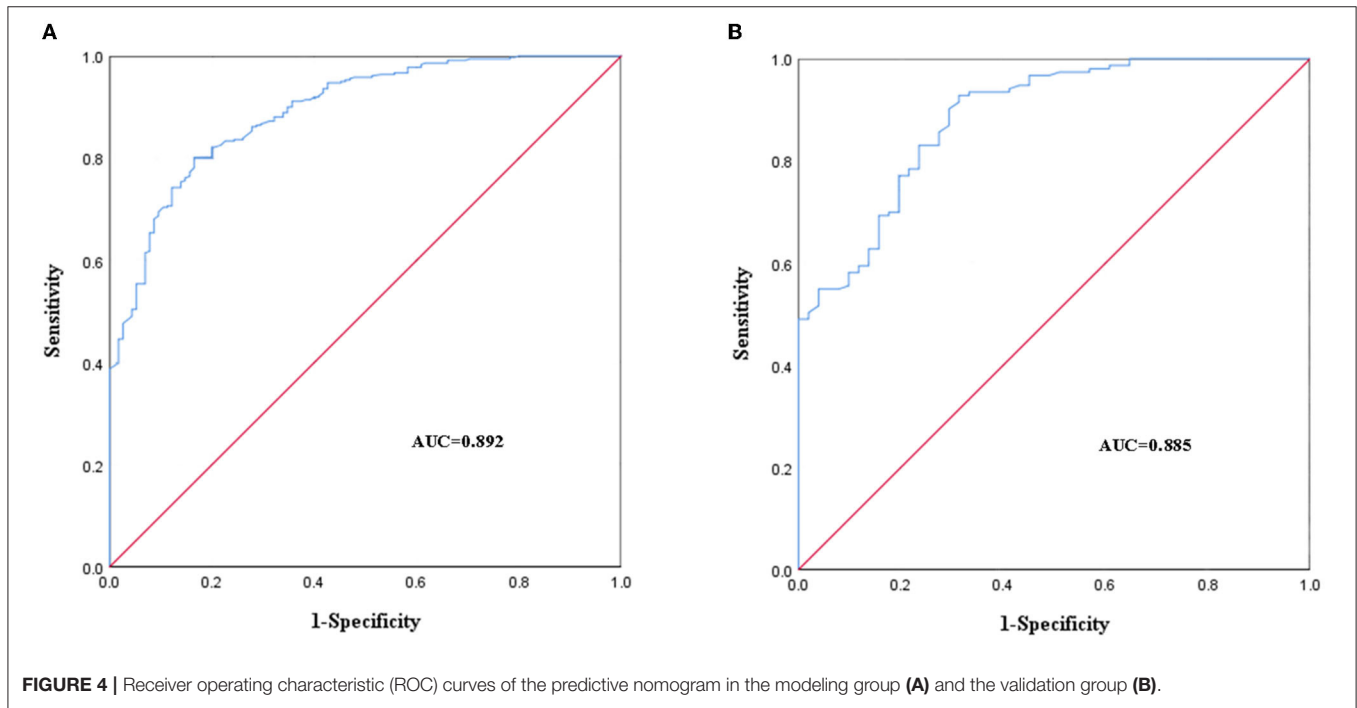 A
1.0
0.8
0.6
0.4
0.2
0.0
Sensitivity
AUC=0.892
0.0 0.2 0.4 0.6 0.8 1.0
1-Specificity
B
1.0
0.8
0.6
0.4
0.2
0.0
Sensitivity
AUC=0.885
0.0 0.2 0.4 0.6 0.8 1.0
1-Specificity
FIGURE 4 | Receiver operating characteristic (ROC) curves of the predictive nomogram in the modeling group (A) and the validation group (B).